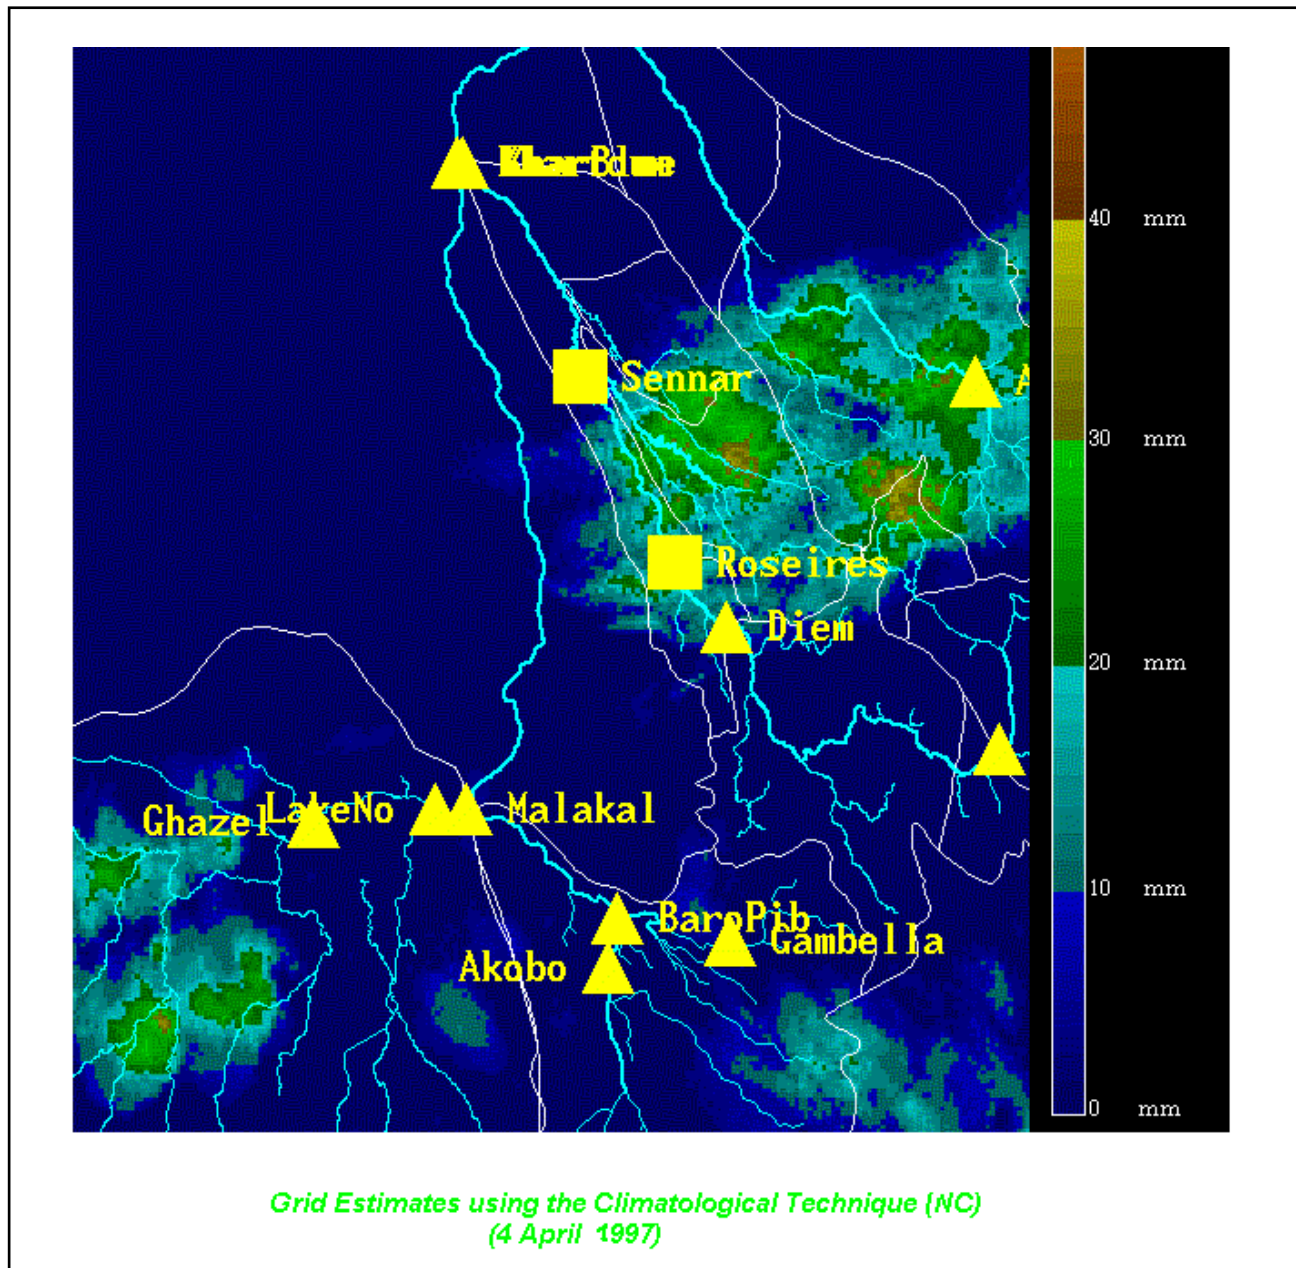 40 mm
Sennar
A
30 mm
Roseires
Diem
20 mm
LakeNo
Malakal
Ghazel
10 mm
BaroPib
Gambella
Akobo
0 mm
Grid Estimates using the Climatological Technique (NC)
(4 April 1997)